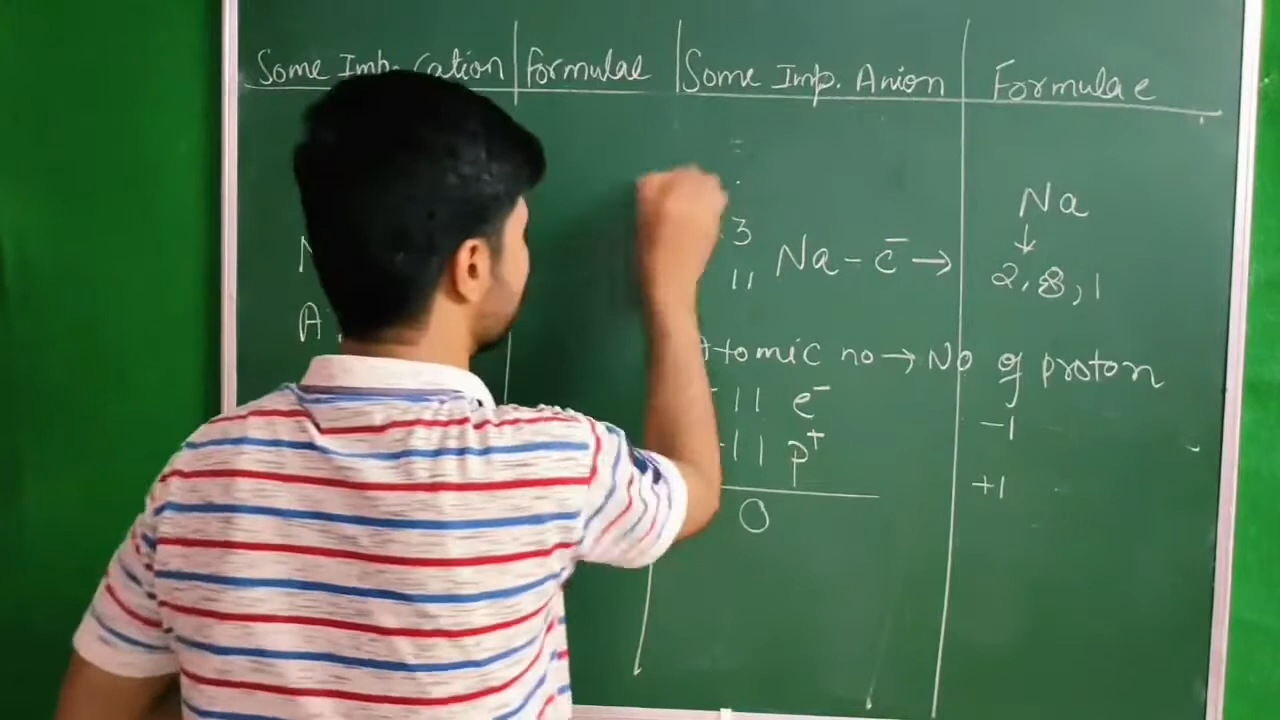 Some Imp. Cation Formulae Some Imp. Anion Formulae
Na
3
2, 8, 1
11 Na - e⁻ →
Atomic no → No of proton
11 e⁻ -1
11 p⁺ +1
0